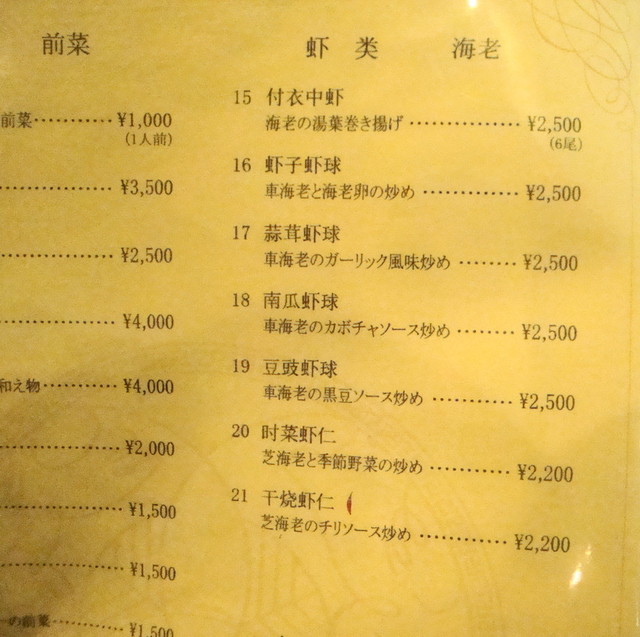 前菜
前菜‥‥‥‥¥1,000
(1人前)
‥‥‥‥¥3,500
‥‥‥‥¥2,500
‥‥‥‥¥4,000
和え物‥‥‥‥¥4,000
‥‥‥‥¥2,000
‥‥‥‥¥1,500
‥‥‥‥¥1,500
の前菜‥‥‥‥¥1,500
虾 类 海老
15 付衣中虾
海老の湯葉巻き揚げ‥‥‥‥¥2,500
(6尾)
16 虾子虾球
車海老と海老卵の炒め‥‥‥‥¥2,500
17 蒜茸虾球
車海老のガーリック風味炒め‥‥‥‥¥2,500
18 南瓜虾球
車海老のカボチャソース炒め‥‥‥‥¥2,500
19 豆豉虾球
車海老の黒豆ソース炒め‥‥‥‥¥2,500
20 时菜虾仁
芝海老と季節野菜の炒め‥‥‥‥¥2,200
21 干烧虾仁
芝海老のチリソース炒め‥‥‥‥¥2,200